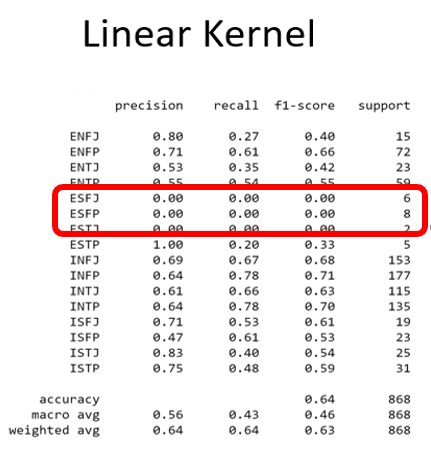 Linear Kernel
precision recall f1-score support
ENFJ 0.80 0.27 0.40 15
ENFP 0.71 0.61 0.66 72
ENTJ 0.53 0.35 0.42 23
ENTP 0.55 0.54 0.55 59
ESFJ 0.00 0.00 0.00 6
ESFP 0.00 0.00 0.00 8
ESTJ 0.00 0.00 0.00 2
ESTP 1.00 0.20 0.33 5
INFJ 0.69 0.67 0.68 153
INFP 0.64 0.78 0.71 177
INTJ 0.61 0.66 0.63 115
INTP 0.64 0.78 0.70 135
ISFJ 0.71 0.53 0.61 19
ISFP 0.47 0.61 0.53 23
ISTJ 0.83 0.40 0.54 25
ISTP 0.75 0.48 0.59 31
accuracy 0.64 868
macro avg 0.56 0.43 0.46 868
weighted avg 0.64 0.64 0.63 868